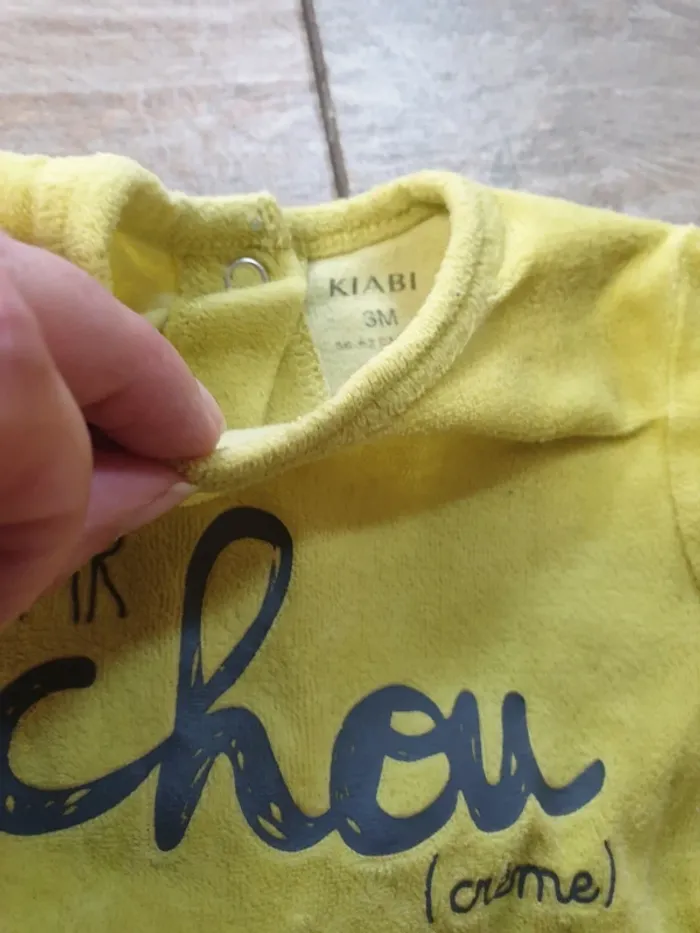 KIABI
3M
chou
(crème)